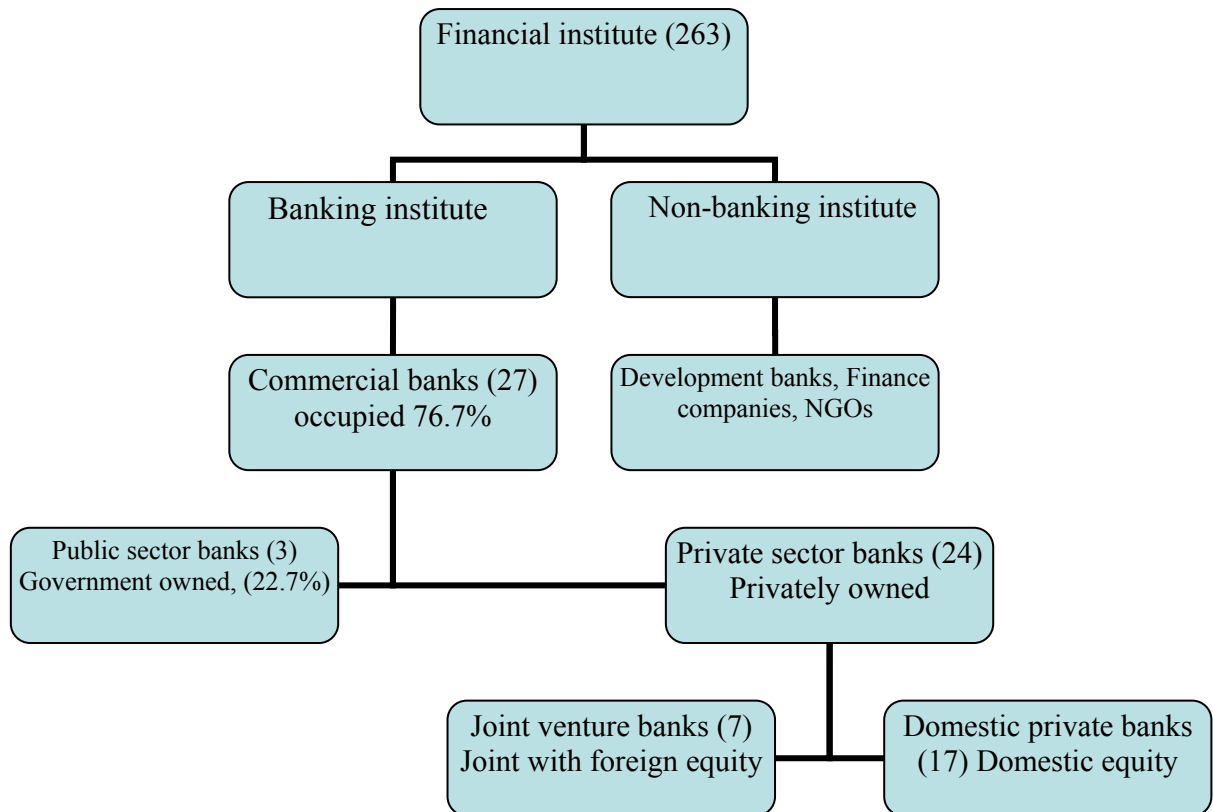 Financial institute (263)
Banking institute
Non-banking institute
Commercial banks (27)
occupied 76.7%
Development banks, Finance
companies, NGOs
Public sector banks (3)
Government owned, (22.7%)
Private sector banks (24)
Privately owned
Joint venture banks (7)
Joint with foreign equity
Domestic private banks
(17) Domestic equity